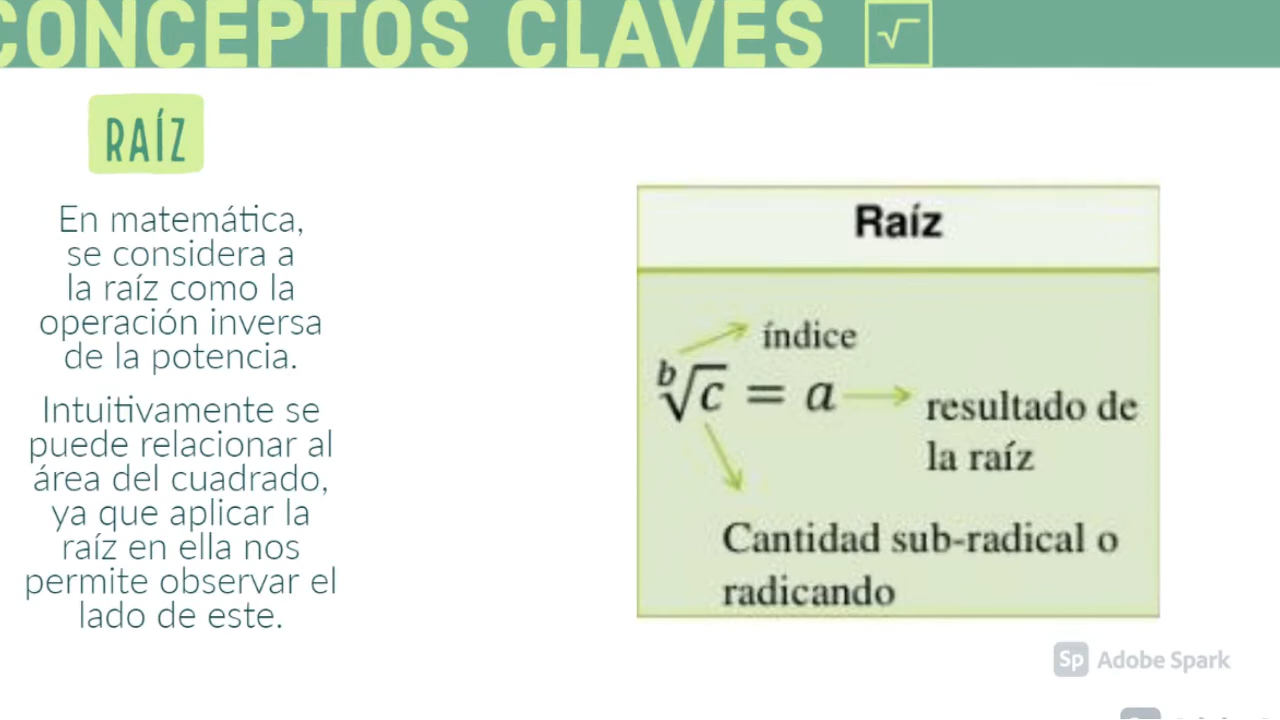 CONCEPTOS CLAVES √
RAÍZ
En matemática,
se considera a
la raíz como la
operación inversa
de la potencia.
Intuitivamente se
puede relacionar al
área del cuadrado,
ya que aplicar la
raíz en ella nos
permite observar el
lado de este.
Raíz
índice
ᵇ√c = a
resultado de
la raíz
Cantidad sub-radical o
radicando
Sp Adobe Spark